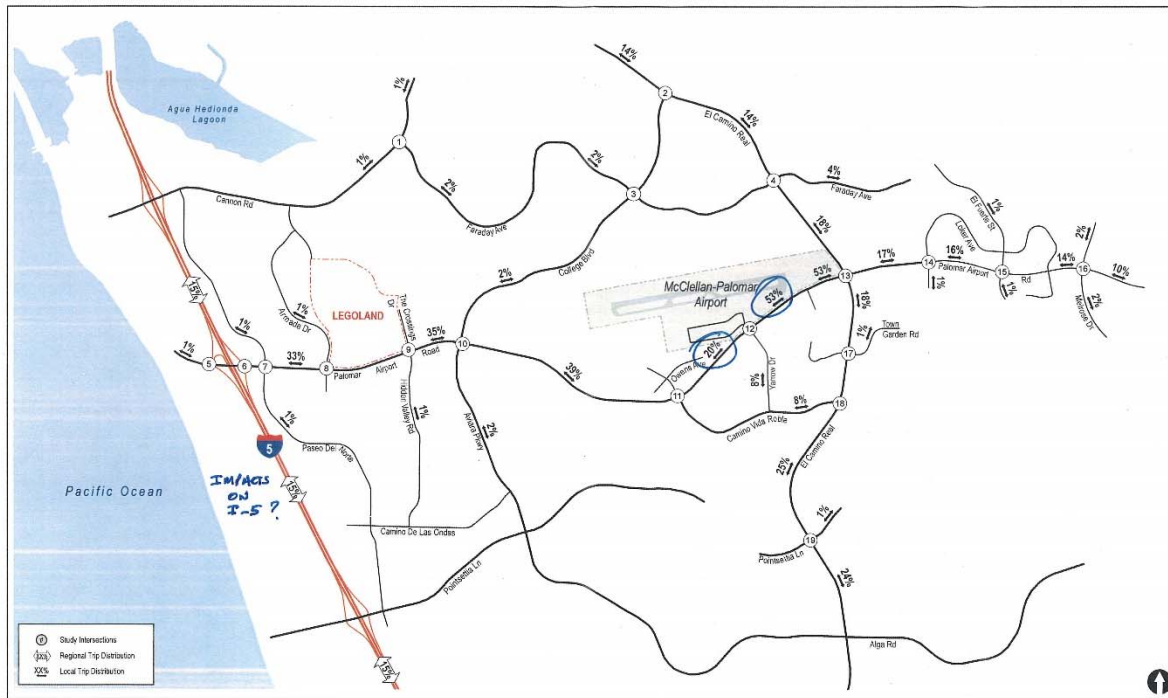 14%
1%
2
El Camino Real
14%
Agua Hedionda
Lagoon
1
1%
2%
2%
Faraday Ave
Cannon Rd
3
4
4%
Faraday Ave
18%
El Fuerte St
1%
Loker Ave
2%
College Blvd
2%
McClellan-Palomar
Airport
53%
53%
13
17%
14
16%
Palomar Airport
Rd
1%
15
1%
14%
16
10%
2%
Melrose Dr
15%
1%
Armada Dr
1%
LEGOLAND
The Crossings
Dr
35%
Road
10
12
18%
Town
Garden Rd
1%
17
1%
5
6
7
33%
8
Palomar
Airport
9
39%
20%
Owens Ave
11
8%
Yarrow Dr
8%
Camino Vida Roble
18
Hidden Valley Rd
1%
1%
Paseo Del Norte
Aviara Pkwy
2%
El Camino Real
25%
5
Pacific Ocean
IMPACTS
ON
I-5?
15%
Camino De Las Ondas
Poinsettia Ln
1%
Poinsettia Ln
19
24%
Alga Rd
15%
Study Intersections
XX%
Regional Trip Distribution
XX%
Local Trip Distribution